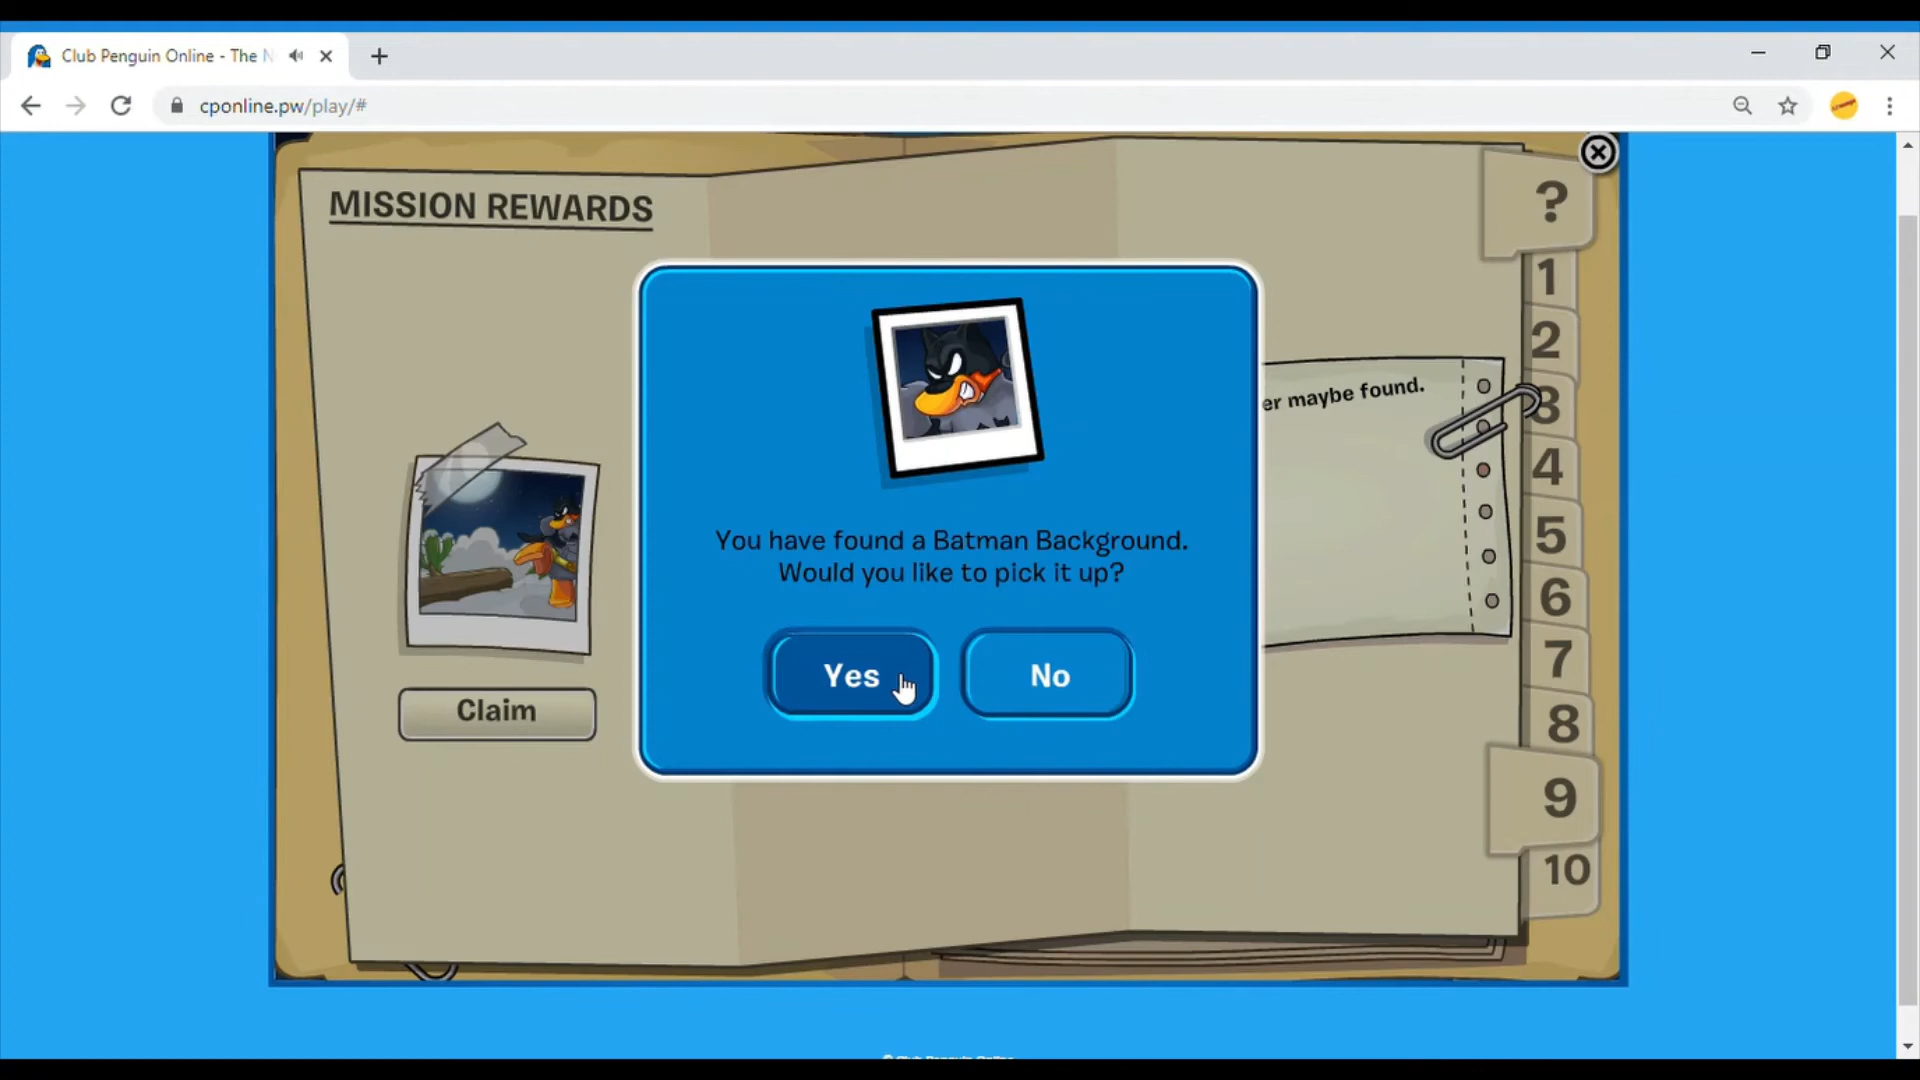 Club Penguin Online - The N
cponline.pw/play/#
MISSION REWARDS
?
1
2
3
4
5
6
7
8
9
10
er maybe found.
You have found a Batman Background.
Would you like to pick it up?
Yes
No
Claim